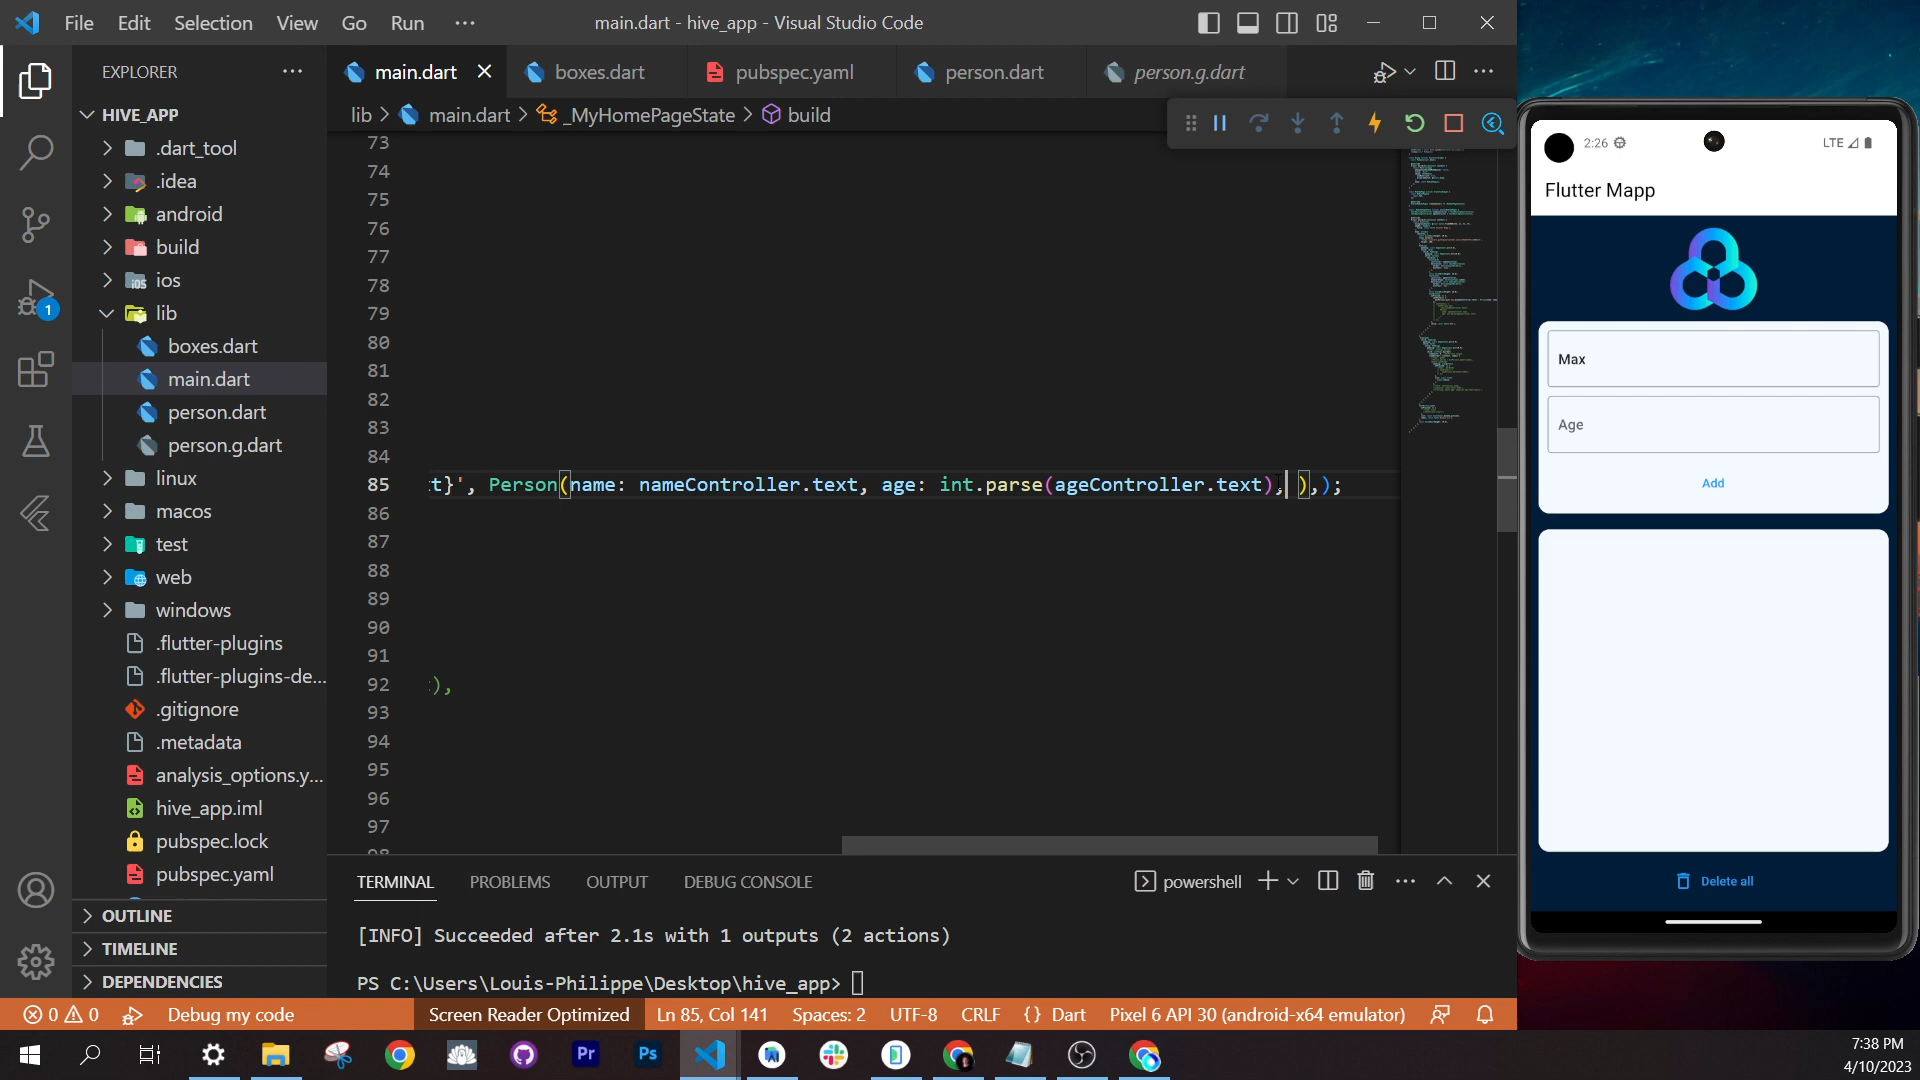 File Edit Selection View Go Run ··· main.dart - hive_app - Visual Studio Code
EXPLORER ··· main.dart boxes.dart pubspec.yaml person.dart person.g.dart ···
HIVE_APP
lib > main.dart > _MyHomePageState > build
.dart_tool
.idea
android
build
ios
lib
boxes.dart
main.dart
person.dart
person.g.dart
linux
macos
test
web
windows
.flutter-plugins
.flutter-plugins-de...
.gitignore
.metadata
analysis_options.y...
hive_app.iml
pubspec.lock
pubspec.yaml
OUTLINE
TIMELINE
DEPENDENCIES
1
73
74
75
76
77
78
79
80
81
82
83
84
85 :t}', Person(name: nameController.text, age: int.parse(ageController.text), ),);
86
87
88
89
90
91
92 :),
93
94
95
96
97
98
TERMINAL PROBLEMS OUTPUT DEBUG CONSOLE powershell ···
[INFO] Succeeded after 2.1s with 1 outputs (2 actions)
PS C:\Users\Louis-Philippe\Desktop\hive_app>
0 0 Debug my code Screen Reader Optimized Ln 85, Col 141 Spaces: 2 UTF-8 CRLF {} Dart Pixel 6 API 30 (android-x64 emulator)
2:26 LTE
Flutter Mapp
Max
Age
Add
Delete all
Pr Ps
7:38 PM
4/10/2023